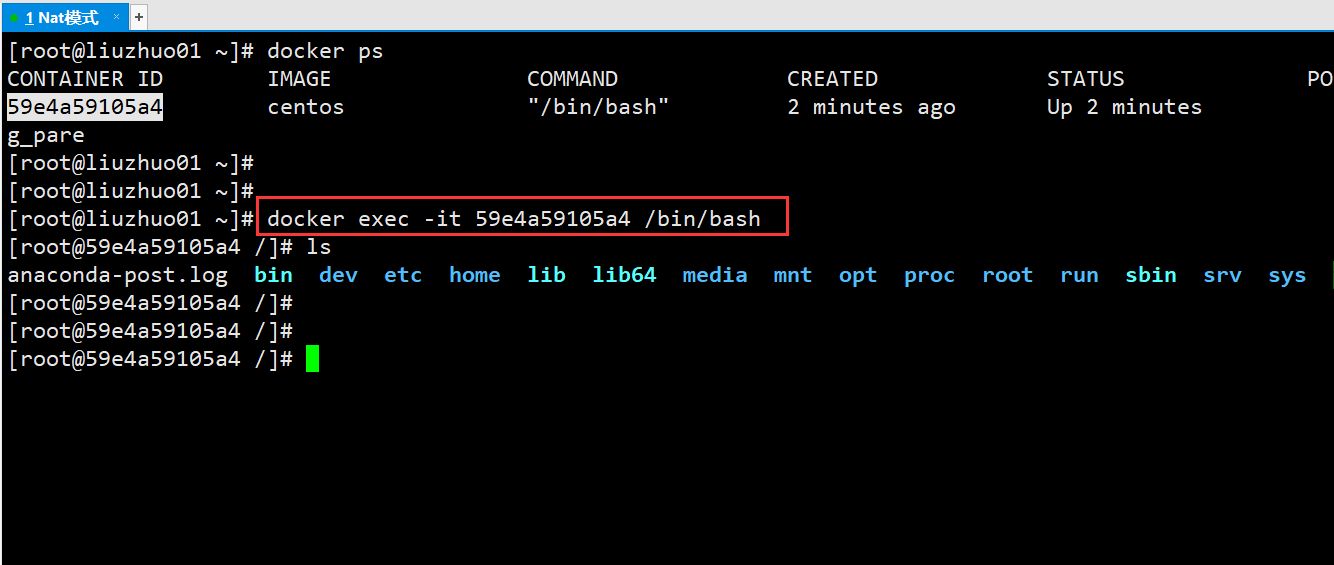 1 Nat模式 × +
[root@liuzhuo01 ~]# docker ps
CONTAINER ID IMAGE COMMAND CREATED STATUS PO
59e4a59105a4 centos "/bin/bash" 2 minutes ago Up 2 minutes
g_pare
[root@liuzhuo01 ~]#
[root@liuzhuo01 ~]#
[root@liuzhuo01 ~]# docker exec -it 59e4a59105a4 /bin/bash
[root@59e4a59105a4 /]# ls
anaconda-post.log bin dev etc home lib lib64 media mnt opt proc root run sbin srv sys
[root@59e4a59105a4 /]#
[root@59e4a59105a4 /]#
[root@59e4a59105a4 /]#